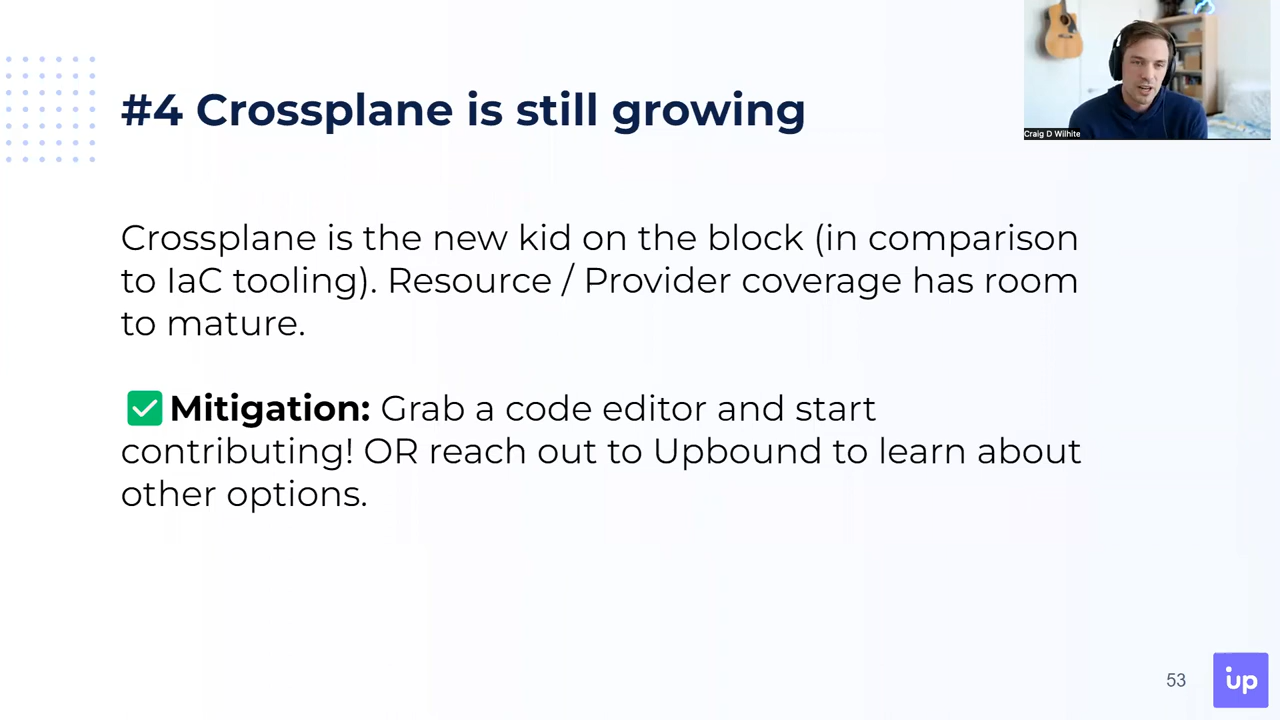 #4 Crossplane is still growing
Craig D Wilhite
Crossplane is the new kid on the block (in comparison
to IaC tooling). Resource / Provider coverage has room
to mature.
✅ Mitigation: Grab a code editor and start
contributing! OR reach out to Upbound to learn about
other options.
53
up